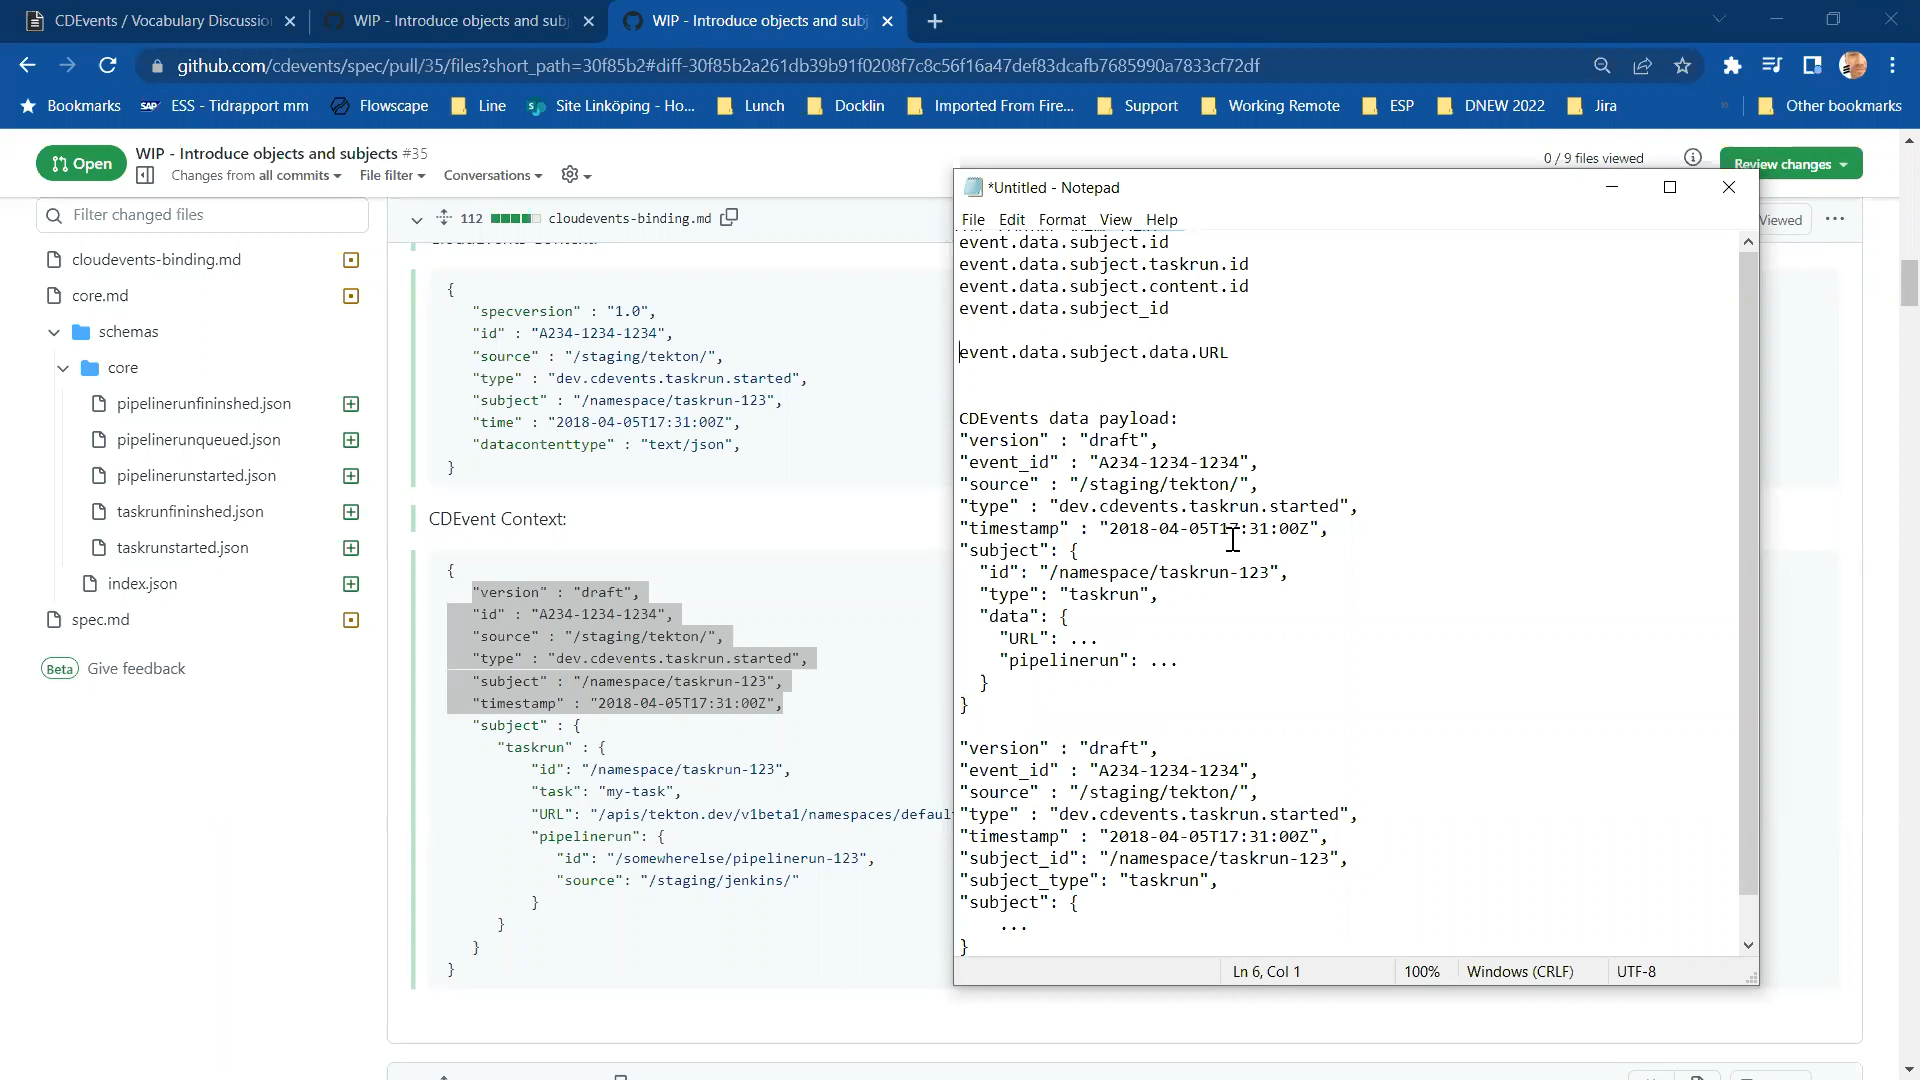 CDEvents / Vocabulary Discussion
WIP - Introduce objects and subj
WIP - Introduce objects and subj
github.com/cdevents/spec/pull/35/files?short_path=30f85b2#diff-30f85b2a261db39b91f0208f7c8c56f16a47def83dcafb7685990a7833cf72df
Bookmarks
ESS - Tidrapport mm
Flowscape
Line
Site Linköping - Ho...
Lunch
Docklin
Imported From Fire...
Support
Working Remote
ESP
DNEW 2022
Jira
»
Other bookmarks
Open
WIP - Introduce objects and subjects #35
Changes from all commits
File filter
Conversations
0 / 9 files viewed
Review changes
Filter changed files
cloudevents-binding.md
core.md
schemas
core
pipelinerunfininshed.json
pipelinerunqueued.json
pipelinerunstarted.json
taskrunfininshed.json
taskrunstarted.json
index.json
spec.md
Beta Give feedback
112 cloudevents-binding.md
Viewed
{
"specversion" : "1.0",
"id" : "A234-1234-1234",
"source" : "/staging/tekton/",
"type" : "dev.cdevents.taskrun.started",
"subject" : "/namespace/taskrun-123",
"time" : "2018-04-05T17:31:00Z",
"datacontenttype" : "text/json",
}
CDEvent Context:
{
"version" : "draft",
"id" : "A234-1234-1234",
"source" : "/staging/tekton/",
"type" : "dev.cdevents.taskrun.started",
"subject" : "/namespace/taskrun-123",
"timestamp" : "2018-04-05T17:31:00Z",
"subject" : {
"taskrun" : {
"id": "/namespace/taskrun-123",
"task": "my-task",
"URL": "/apis/tekton.dev/v1beta1/namespaces/defaul
"pipelinerun": {
"id": "/somewherelse/pipelinerun-123",
"source": "/staging/jenkins/"
}
}
}
}
*Untitled - Notepad
File Edit Format View Help
event.data.subject.id
event.data.subject.taskrun.id
event.data.subject.content.id
event.data.subject_id
event.data.subject.data.URL
CDEvents data payload:
"version" : "draft",
"event_id" : "A234-1234-1234",
"source" : "/staging/tekton/",
"type" : "dev.cdevents.taskrun.started",
"timestamp" : "2018-04-05T17:31:00Z",
"subject": {
"id": "/namespace/taskrun-123",
"type": "taskrun",
"data": {
"URL": ...
"pipelinerun": ...
}
}
"version" : "draft",
"event_id" : "A234-1234-1234",
"source" : "/staging/tekton/",
"type" : "dev.cdevents.taskrun.started",
"timestamp" : "2018-04-05T17:31:00Z",
"subject_id": "/namespace/taskrun-123",
"subject_type": "taskrun",
"subject": {
...
}
Ln 6, Col 1
100%
Windows (CRLF)
UTF-8